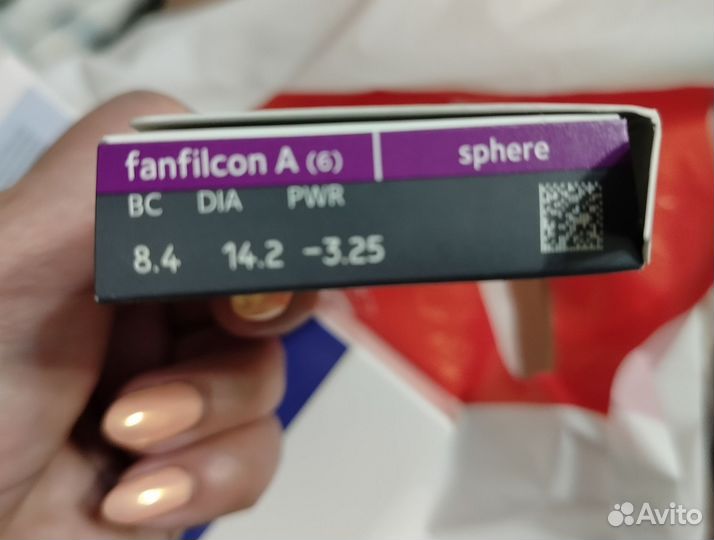 fanfilcon A (6) sphere
BC DIA PWR
8.4 14.2 -3.25
Avito